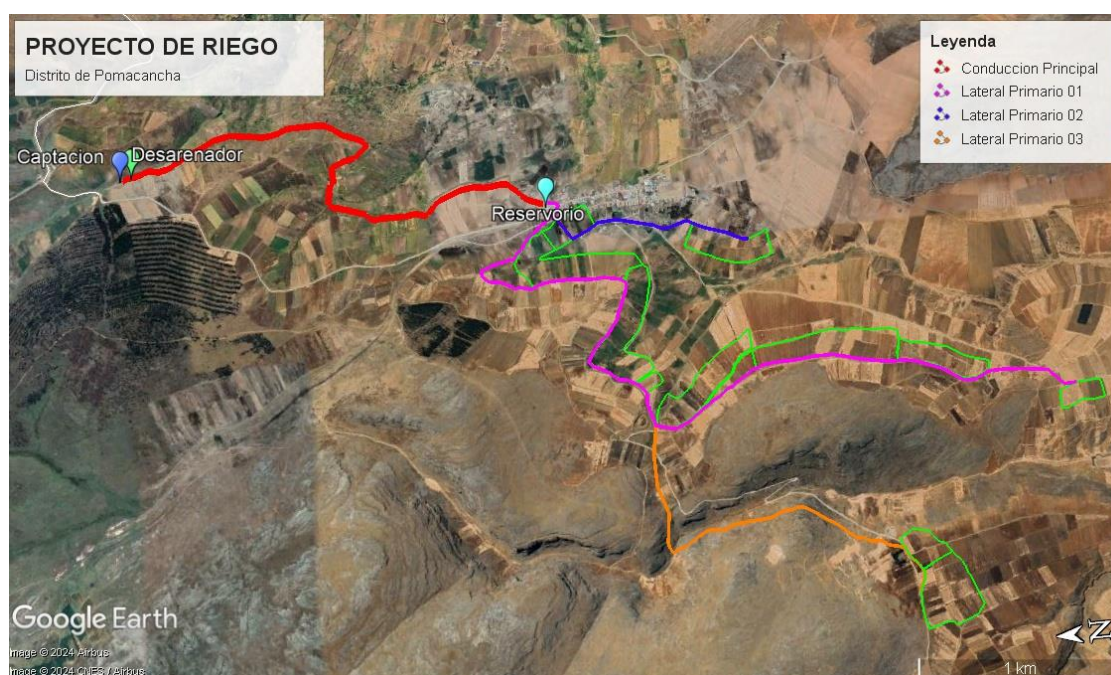 PROYECTO DE RIEGO
Distrito de Pomacancha
Leyenda
Conduccion Principal
Lateral Primario 01
Lateral Primario 02
Lateral Primario 03
Captacion
Desarenador
Reservorio
Google Earth
Image © 2024 Airbus
Image © 2024 CNES / Airbus
N
1 km